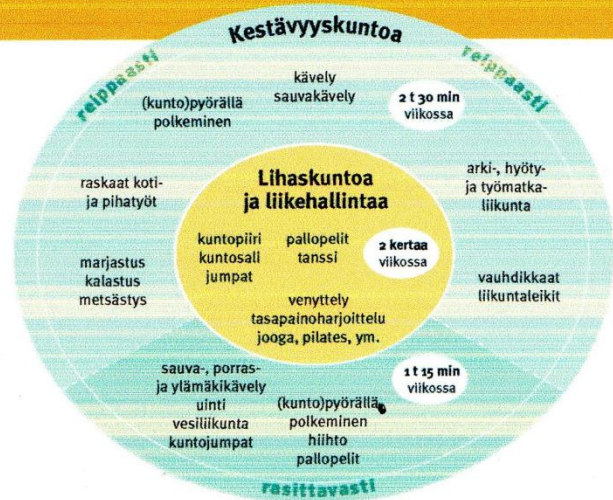 Kestävyyskuntoa
reippaasti
reippaasti
kävely
sauvakävely
(kunto)pyörällä
polkeminen
2 t 30 min
viikossa
raskaat koti-
ja pihatyöt
arki-, hyöty-
ja työmatka-
liikunta
marjastus
kalastus
metsästys
vauhdikkaat
liikuntaleikit
Lihaskuntoa
ja liikehallintaa
kuntopiiri
kuntosali
jumpat
pallopelit
tanssi
2 kertaa
viikossa
venyttely
tasapainoharjoittelu
jooga, pilates, ym.
sauva-, porras-
ja ylämäkikävely
uinti
vesiliikunta
kuntojumpat
(kunto)pyörällä
polkeminen
hiihto
pallopelit
1 t 15 min
viikossa
rasittavasti